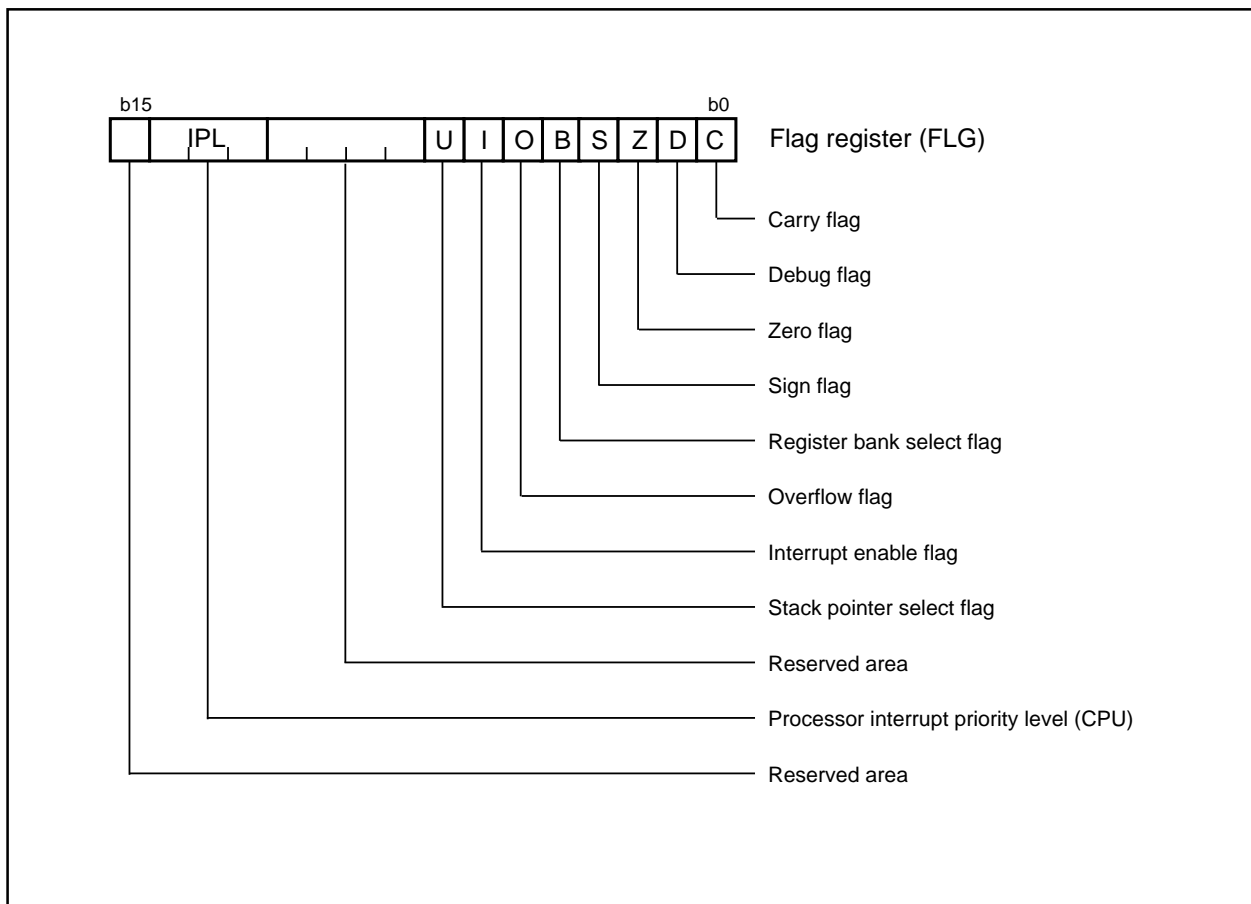 b15 b0
IPL U I O B S Z D C Flag register (FLG)
Carry flag
Debug flag
Zero flag
Sign flag
Register bank select flag
Overflow flag
Interrupt enable flag
Stack pointer select flag
Reserved area
Processor interrupt priority level (CPU)
Reserved area